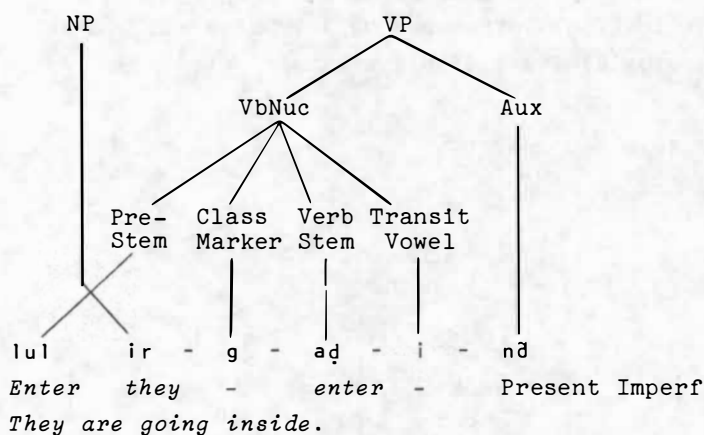 NP VP
VbNuc Aux
Pre- Class Verb Transit
Stem Marker Stem Vowel
lul ir - g - aḍ - i - nð
Enter they - enter - Present Imperf
They are going inside.